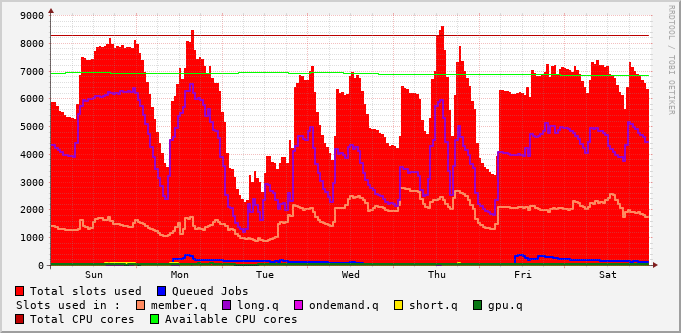 9000
8000
7000
6000
5000
4000
3000
2000
1000
0
Sun Mon Tue Wed Thu Fri Sat
RRDTOOL / TOBI OETIKER
Total slots used Queued Jobs
Slots used in : member.q long.q ondemand.q short.q gpu.q
Total CPU cores Available CPU cores